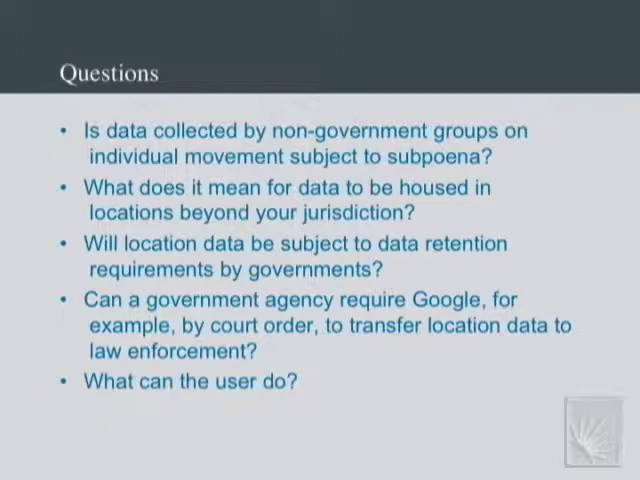 Questions
• Is data collected by non-government groups on
individual movement subject to subpoena?
• What does it mean for data to be housed in
locations beyond your jurisdiction?
• Will location data be subject to data retention
requirements by governments?
• Can a government agency require Google, for
example, by court order, to transfer location data to
law enforcement?
• What can the user do?